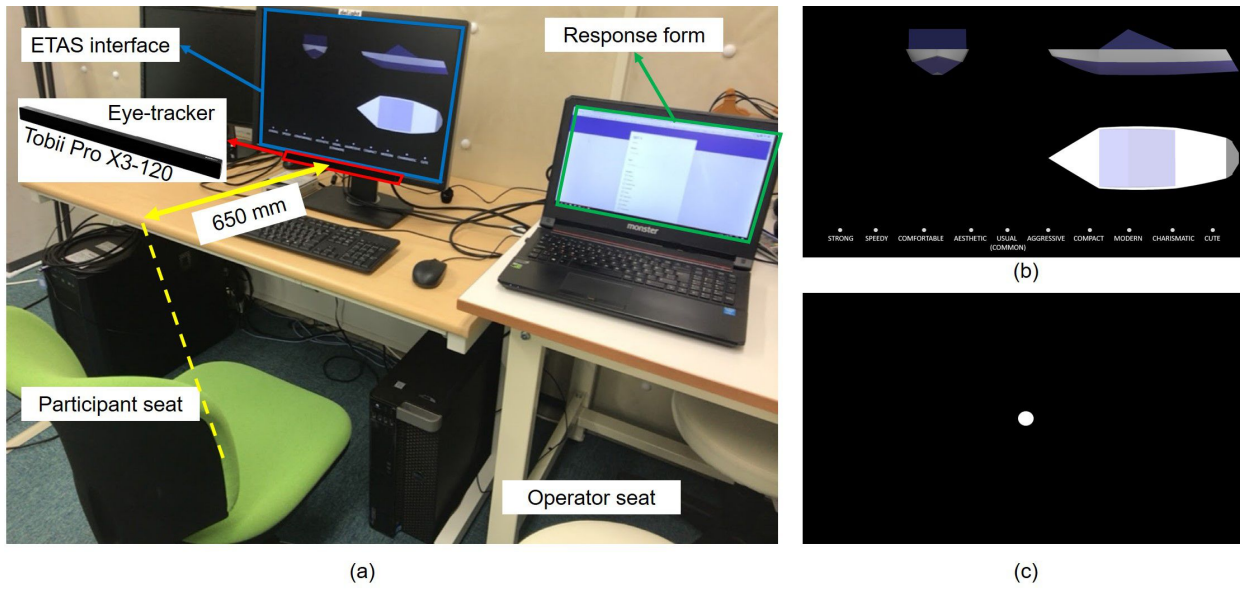 ETAS interface
Response form
Eye-tracker
Tobii Pro X3-120
650 mm
monster
Participant seat
Operator seat
(a)
STRONG SPEEDY COMFORTABLE AESTHETIC USUAL AGGRESSIVE COMPACT MODERN CHARISMATIC CUTE
(COMMON)
(b)
(c)